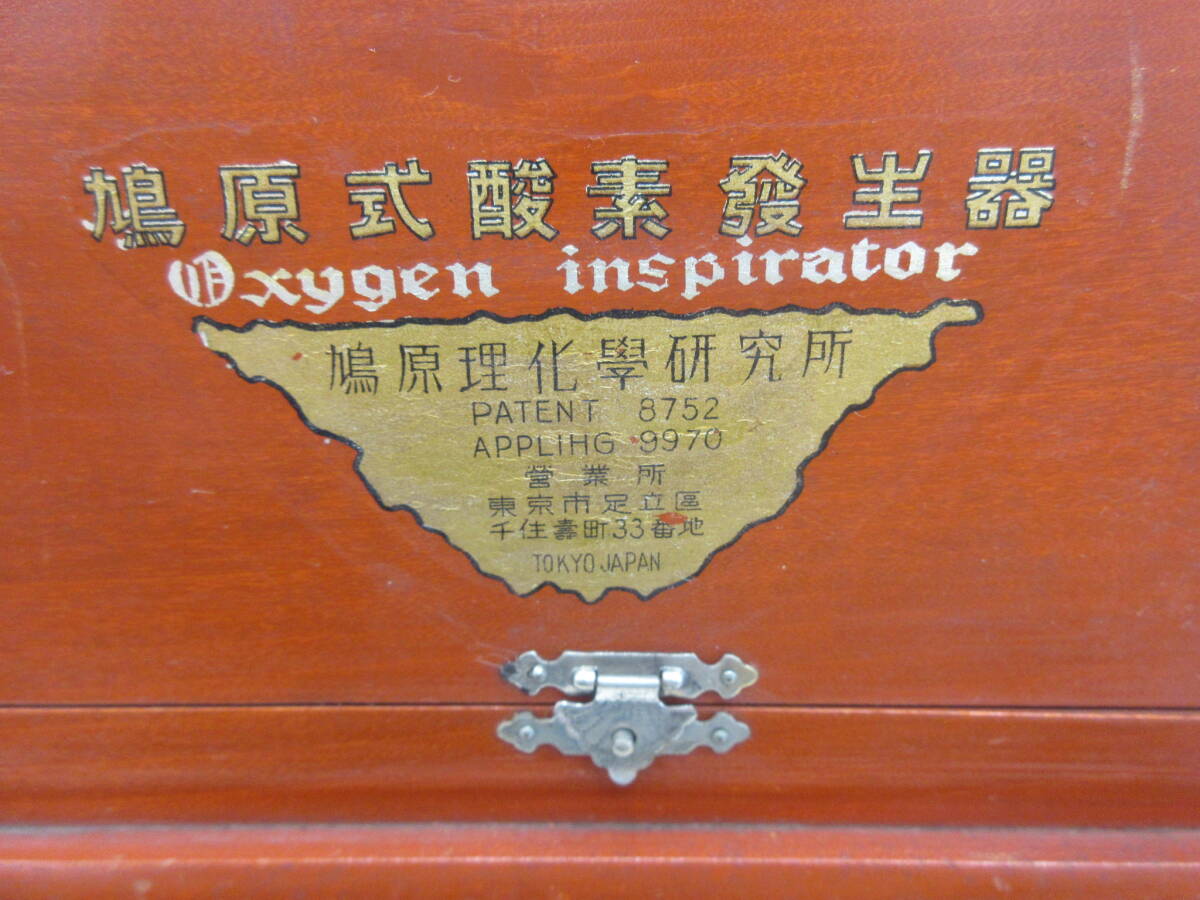 鳩原式酸素發生器
Oxygen inspirator
鳩原理化學研究所
PATENT 8752
APPLIHG 9970
営業所
東京市足立區
千住壽町33番地
TOKYO JAPAN